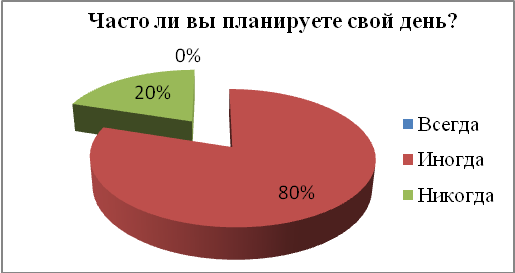 Часто ли вы планируете свой день?
0%
20%
80%
Всегда
Иногда
Никогда